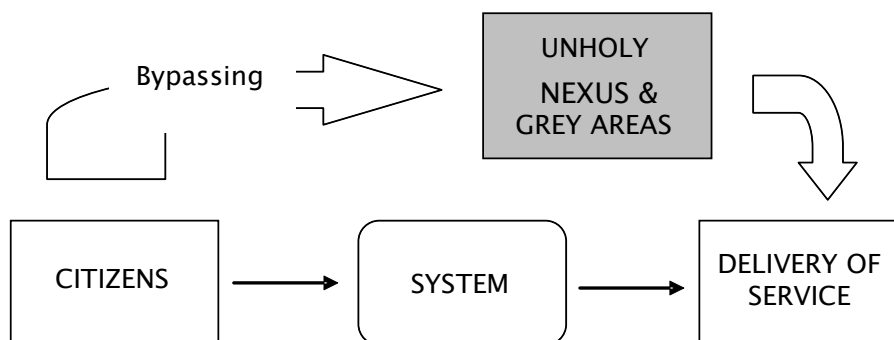 Bypassing
UNHOLY
NEXUS &
GREY AREAS
CITIZENS
SYSTEM
DELIVERY OF
SERVICE